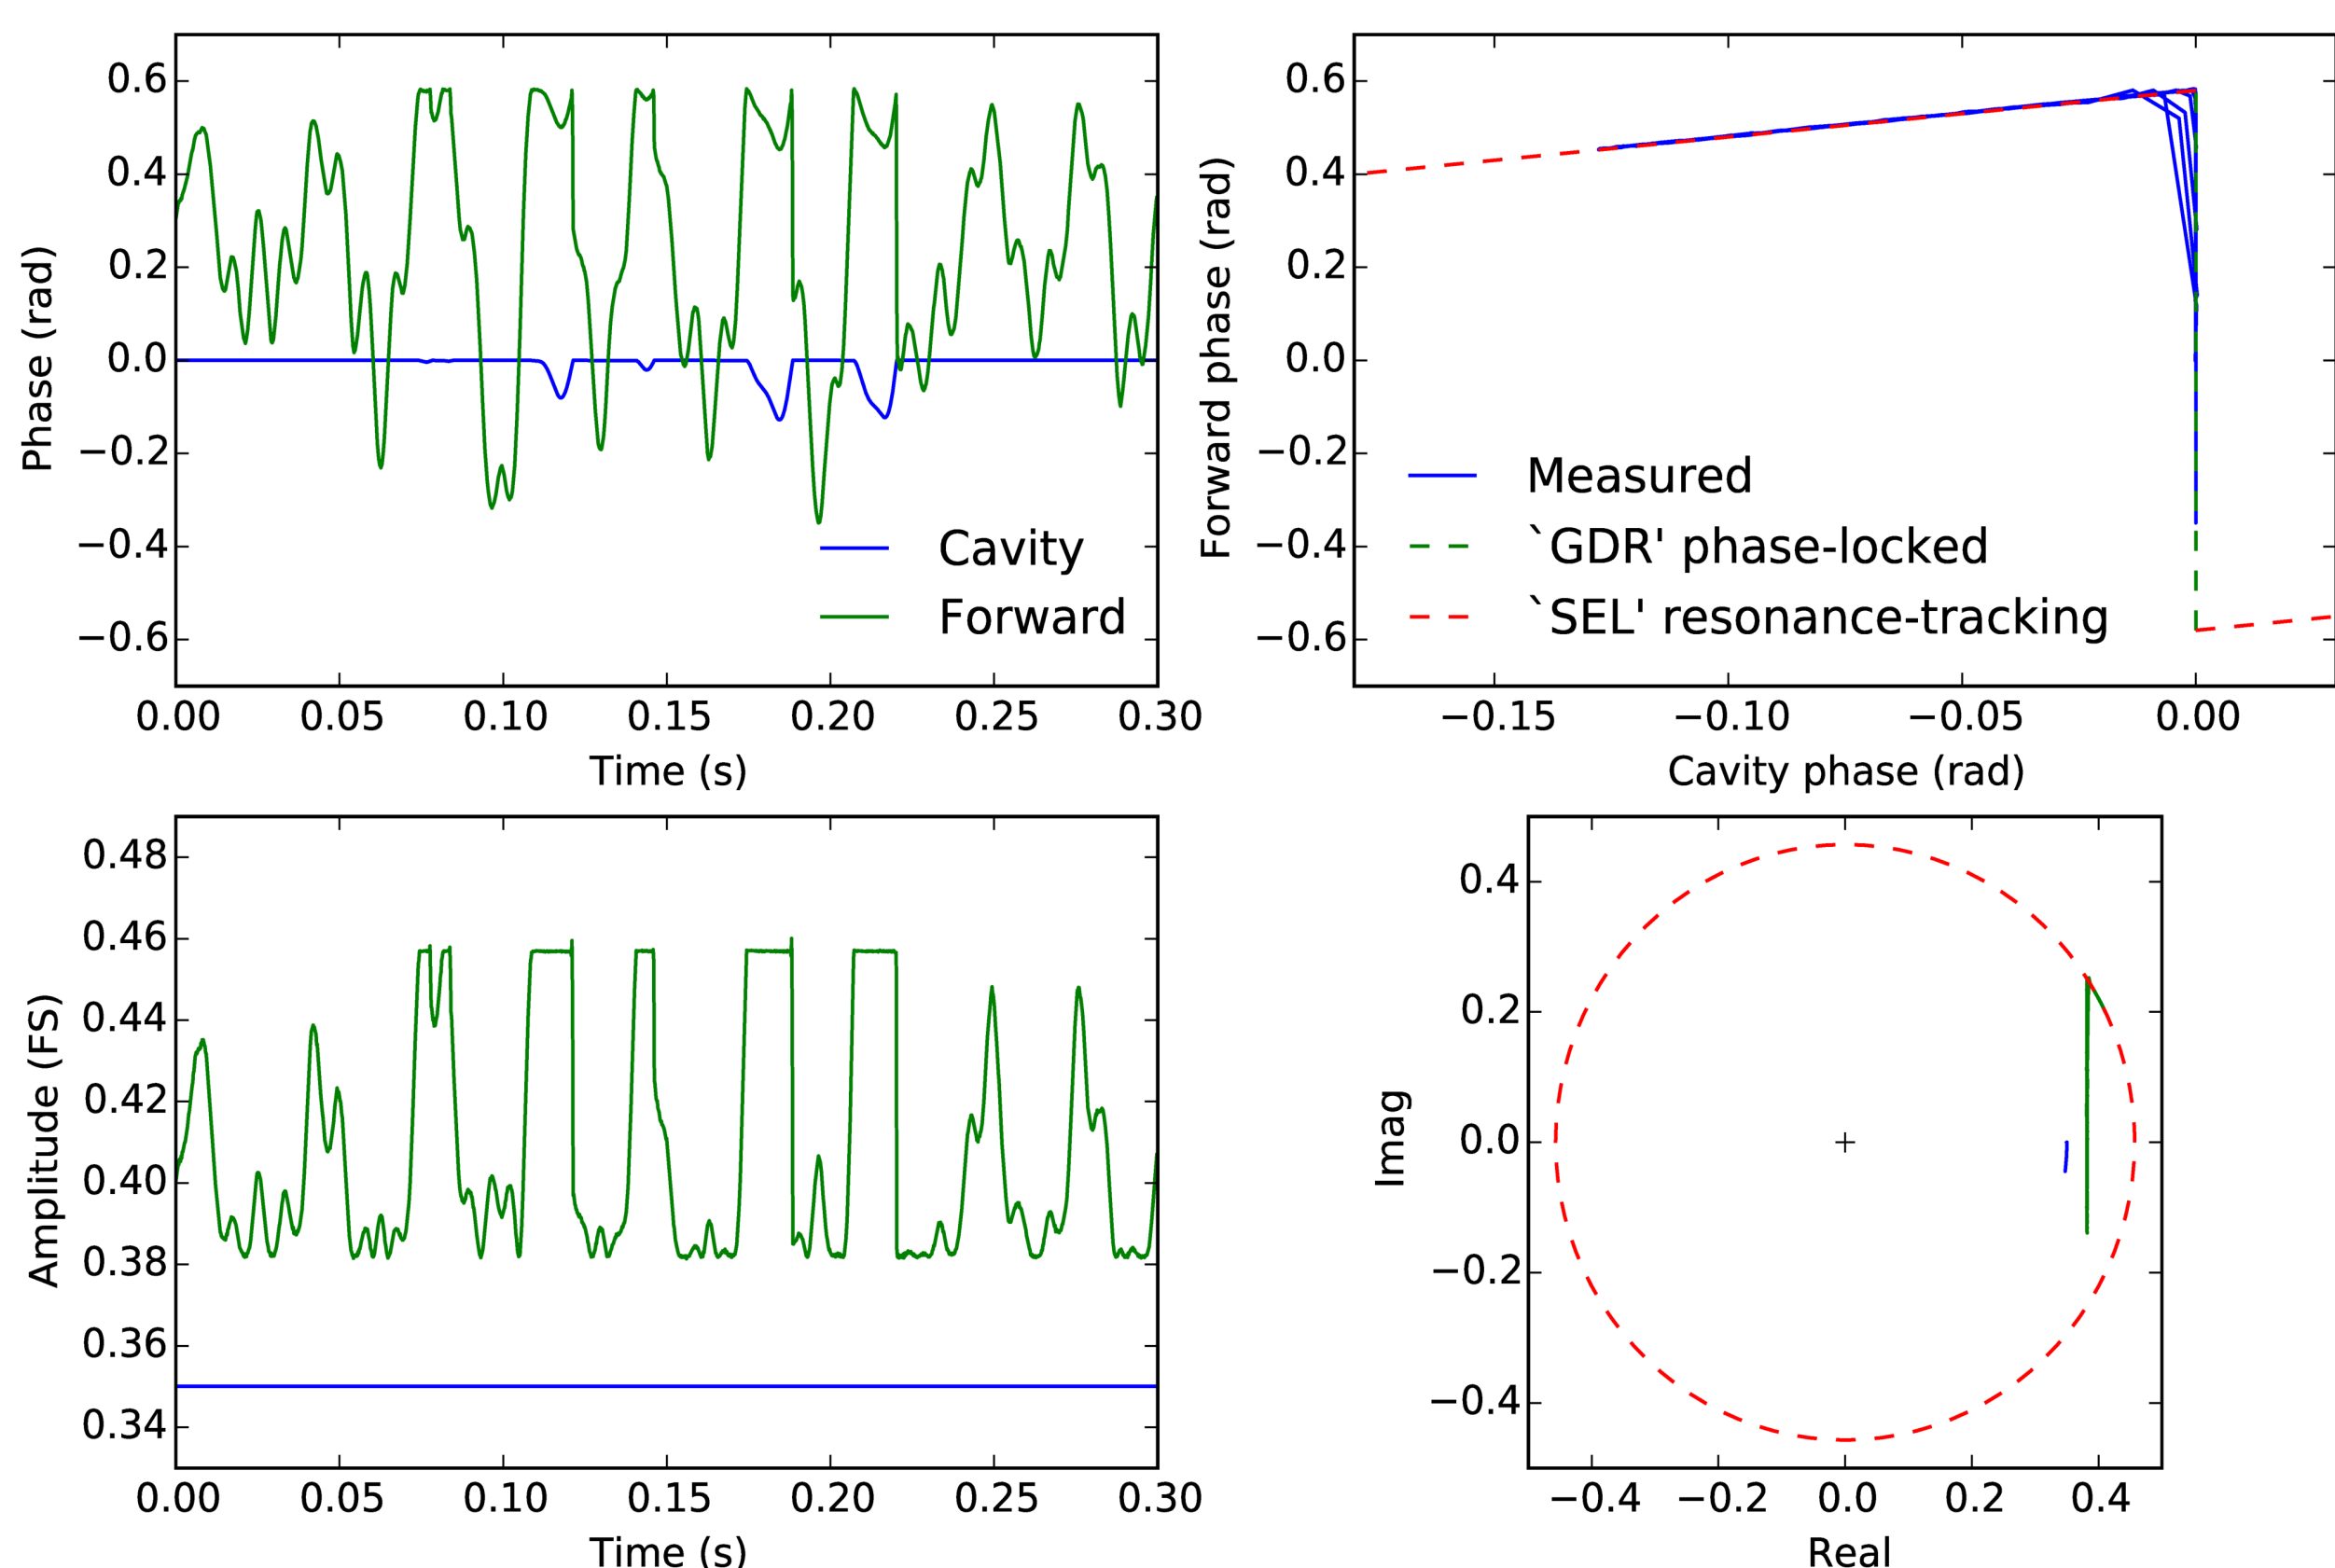 0.6
0.4
0.2
0.0
−0.2
−0.4
−0.6
Phase (rad)
Cavity
Forward
0.00 0.05 0.10 0.15 0.20 0.25 0.30
Time (s)
0.6
0.4
0.2
0.0
−0.2
−0.4
−0.6
Forward phase (rad)
Measured
`GDR' phase-locked
`SEL' resonance-tracking
−0.15 −0.10 −0.05 0.00
Cavity phase (rad)
0.48
0.46
0.44
0.42
0.40
0.38
0.36
0.34
Amplitude (FS)
0.00 0.05 0.10 0.15 0.20 0.25 0.30
Time (s)
0.4
0.2
0.0
−0.2
−0.4
Imag
−0.4 −0.2 0.0 0.2 0.4
Real